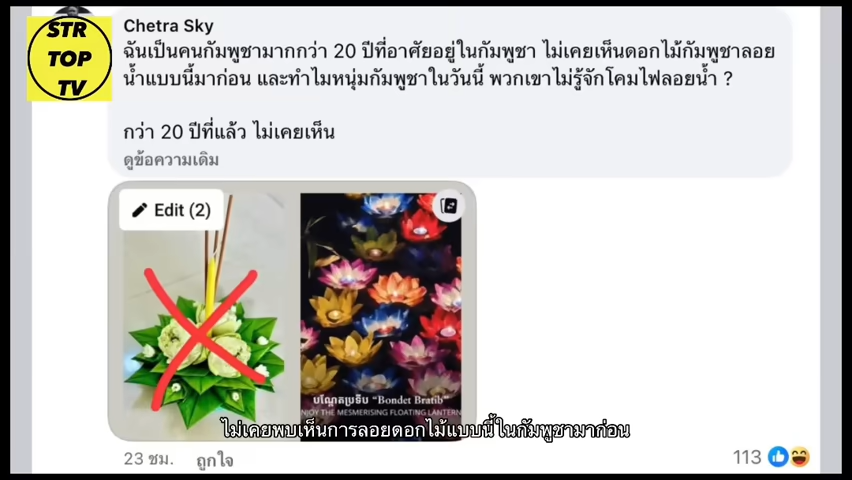 STR
TOP
TV
Chetra Sky
ฉันเป็นคนกัมพูชามากกว่า 20 ปีที่อาศัยอยู่ในกัมพูชา ไม่เคยเห็นดอกไม้กัมพูชาลอย
น้ำแบบนี้มาก่อน และทำไมหนุ่มกัมพูชาในวันนี้ พวกเขาไม่รู้จักโคมไฟลอยน้ำ ?
กว่า 20 ปีที่แล้ว ไม่เคยเห็น
ดูข้อความเดิม
Edit (2)
បណ្តែតប្រទីប "Bondet Bratib"
ENJOY THE MESMERISING FLOATING LANTERN
ไม่เคยพบเห็นการลอยดอกไม้แบบนี้ในกัมพูชามาก่อน
23 ชม. ถูกใจ
113